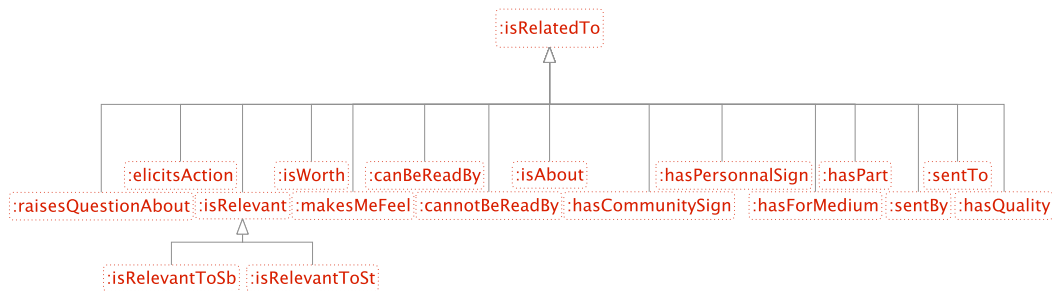 :isRelatedTo
:elicitsAction :isWorth :canBeReadBy :isAbout :hasPersonnalSign :hasPart :sentTo
:raisesQuestionAbout :isRelevant :makesMeFeel :cannotBeReadBy :hasCommunitySign :hasForMedium :sentBy :hasQuality
:isRelevantToSb :isRelevantToSt